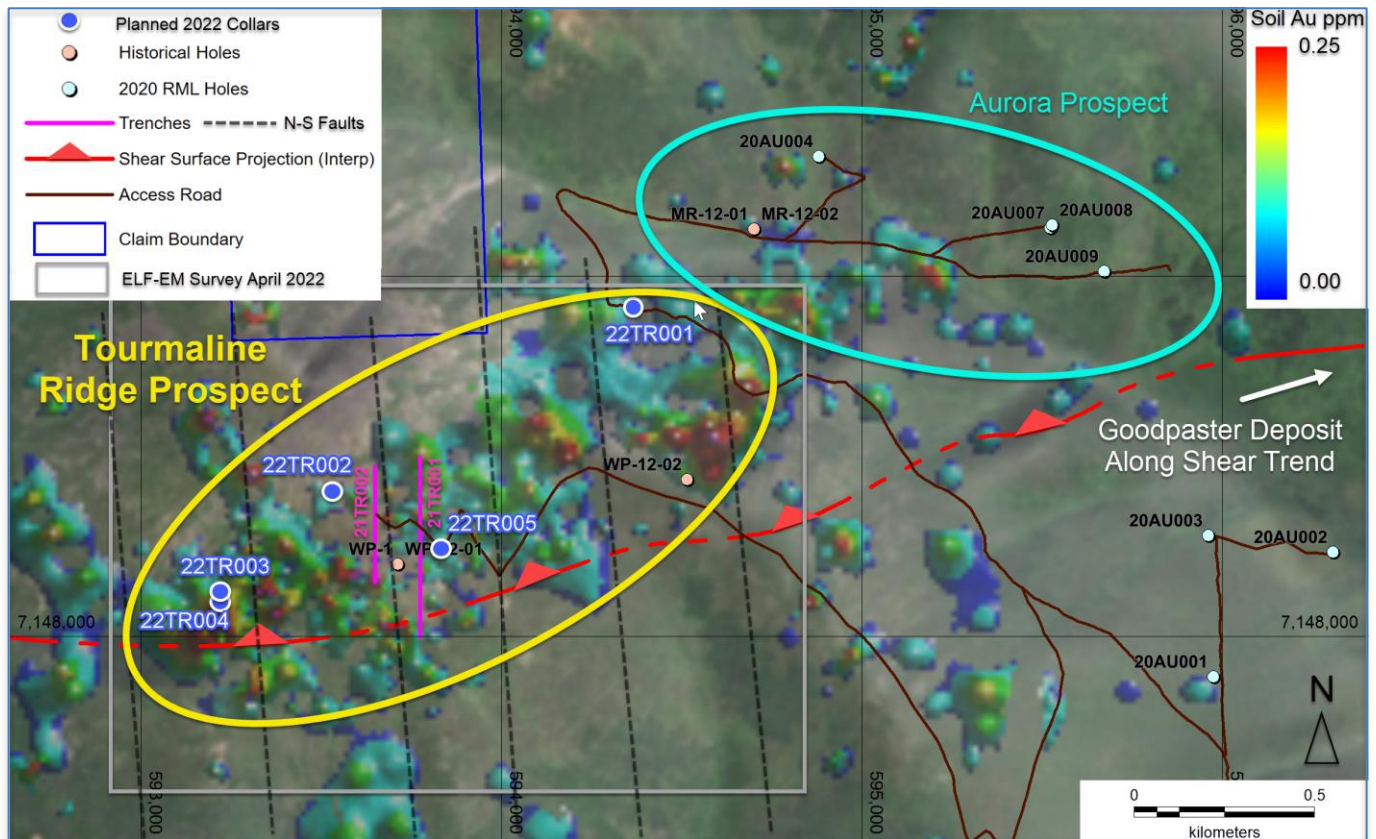 Planned 2022 Collars
Historical Holes
2020 RML Holes
Trenches
N-S Faults
Shear Surface Projection (Interp)
Access Road
Claim Boundary
ELF-EM Survey April 2022
Soil Au ppm
0.25
0.00
594,000
595,000
Aurora Prospect
20AU004
MR-12-01
MR-12-02
20AU007
20AU008
20AU009
22TR001
Tourmaline
Ridge Prospect
Goodpaster Deposit
Along Shear Trend
22TR002
21TR002
21TR001
WP-12-02
22TR005
WP-1
20AU003
20AU002
22TR003
22TR004
7,148,000
7,148,000
20AU001
N
593,000
594,000
595,000
0
0.5
kilometers